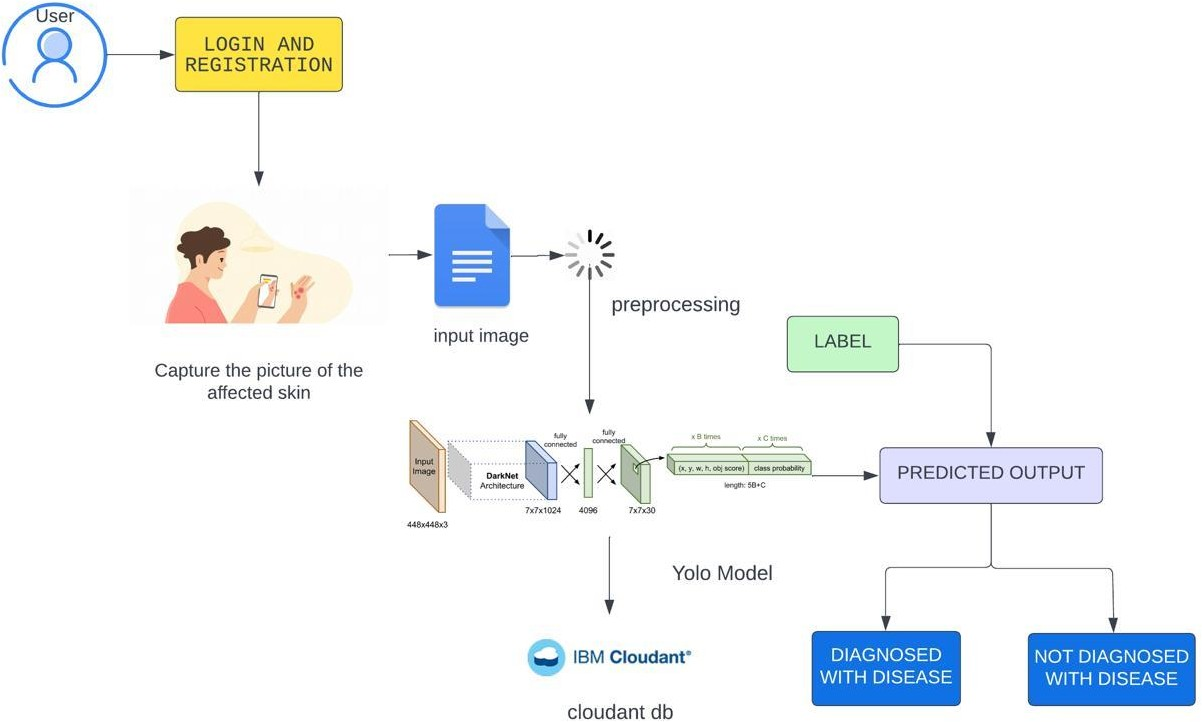 User
LOGIN AND
REGISTRATION
Capture the picture of the
affected skin
input image
preprocessing
LABEL
PREDICTED OUTPUT
Input
Image
448x448x3
DarkNet
Architecture
7x7x1024
fully
connected
4096
fully
connected
7x7x30
x B times
x C times
(x, y, w, h, obj score)
class probability
length: 5B+C
Yolo Model
IBM Cloudant®
cloudant db
DIAGNOSED
WITH DISEASE
NOT DIAGNOSED
WITH DISEASE